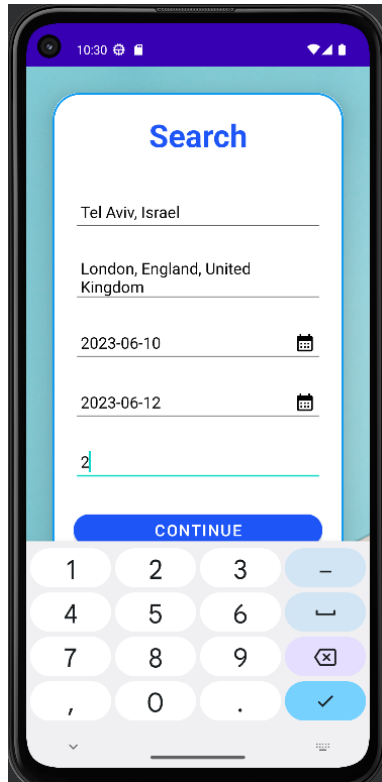 10:30
Search
Tel Aviv, Israel
London, England, United
Kingdom
2023-06-10
2023-06-12
2
CONTINUE
1 2 3 –
4 5 6
7 8 9
, 0 .